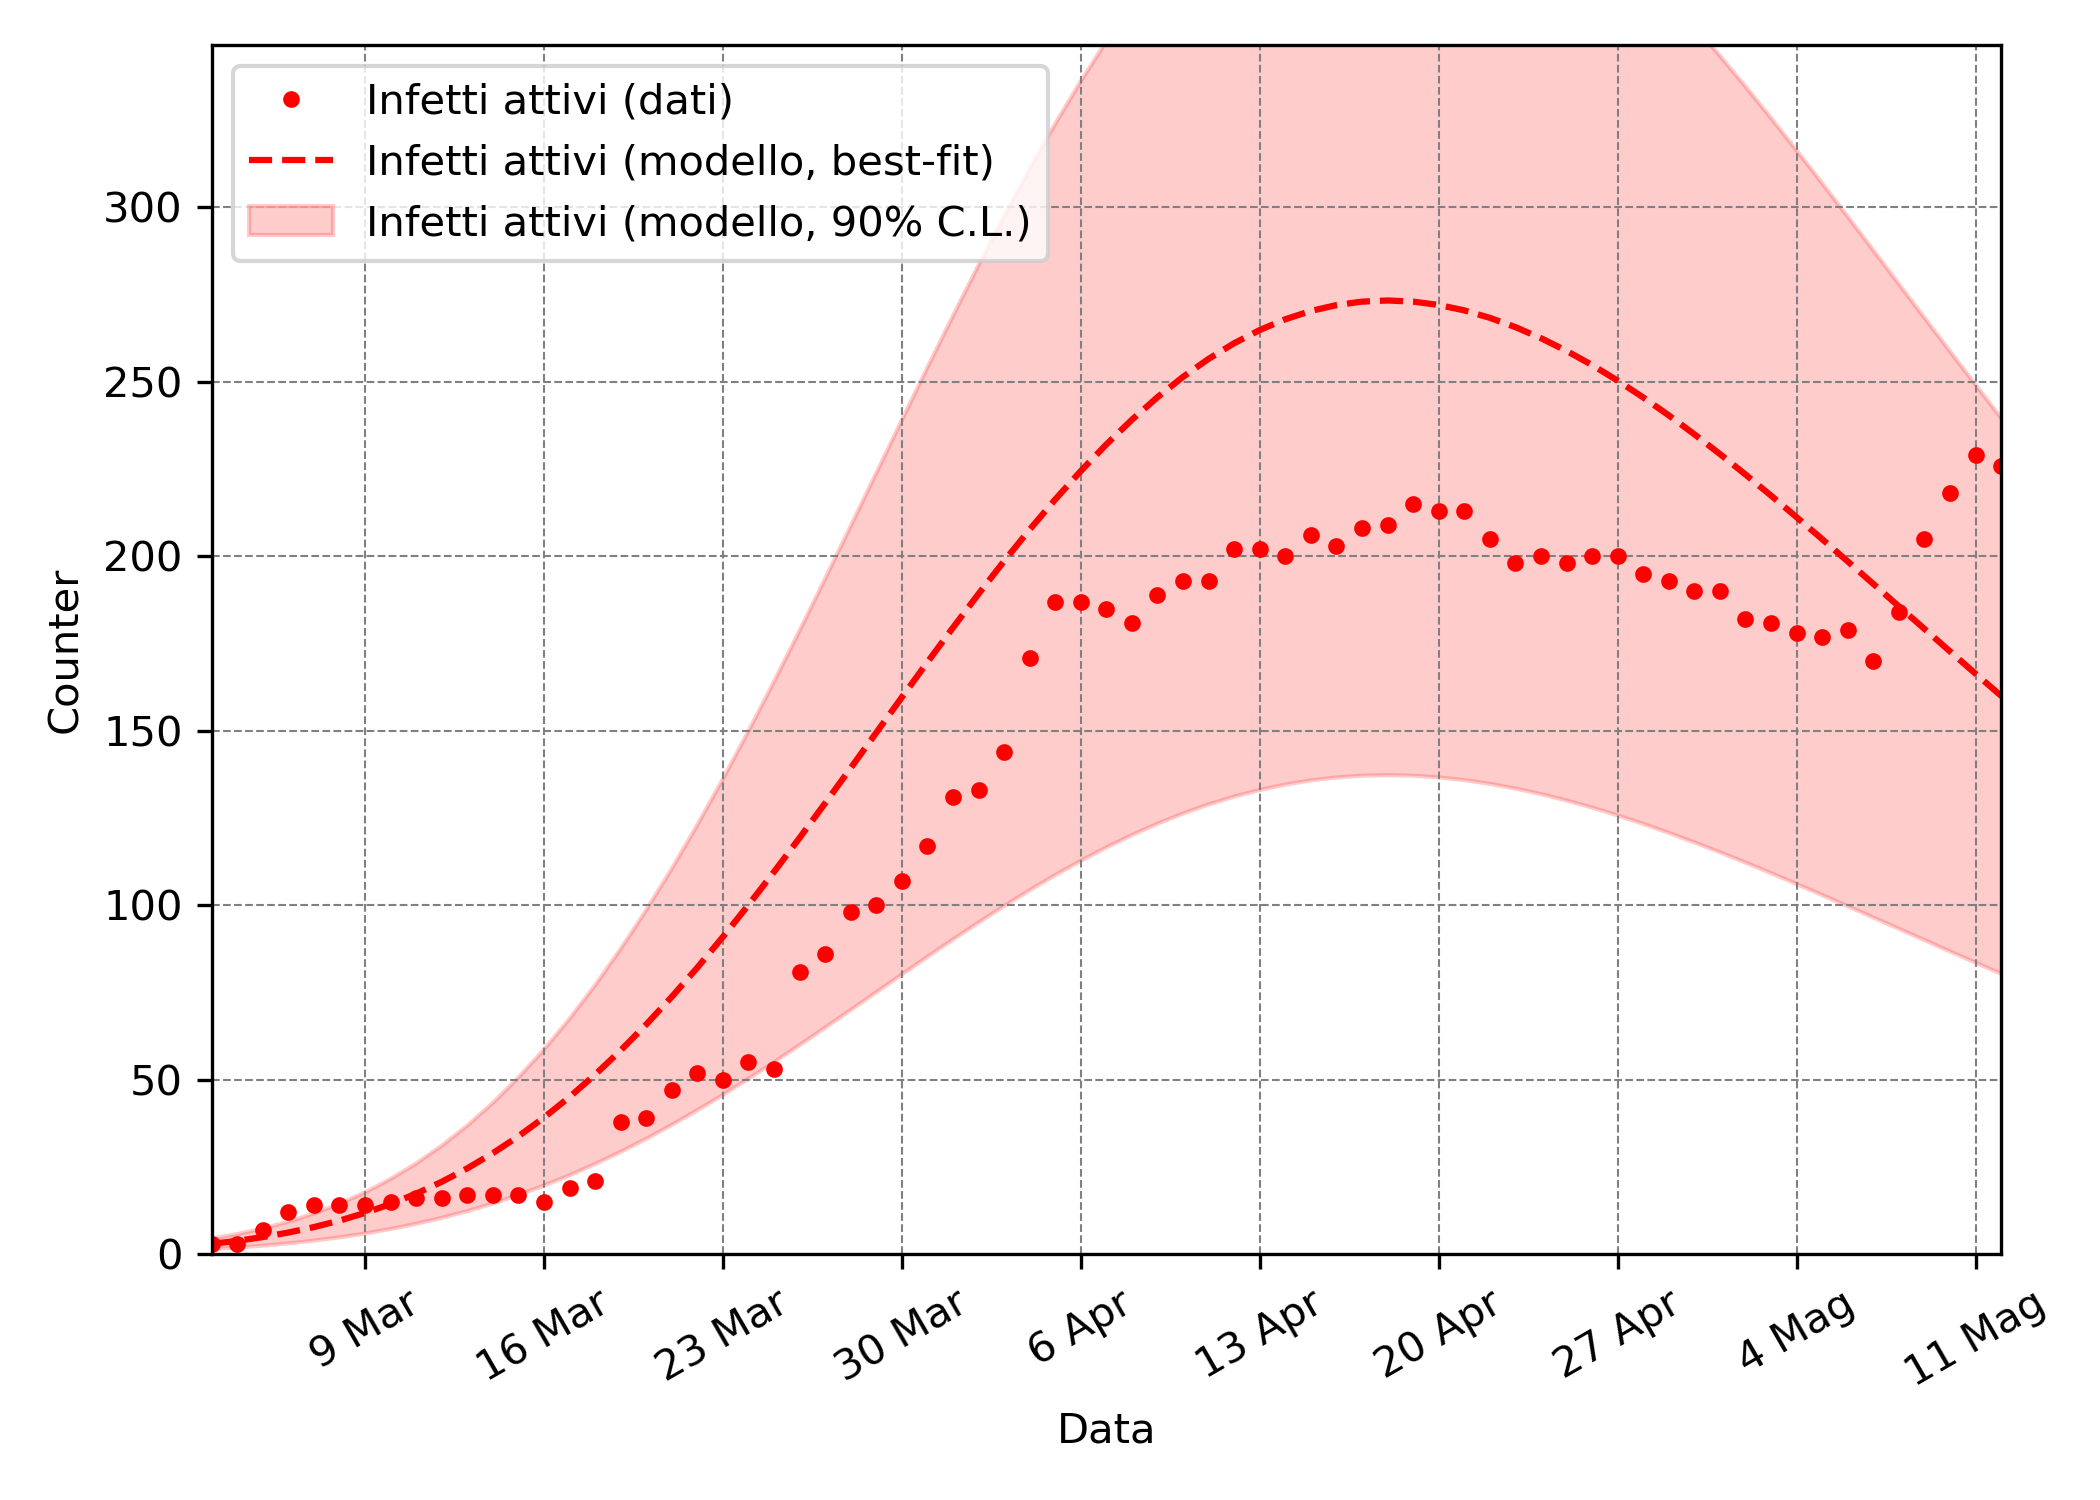 Infetti attivi (dati)
Infetti attivi (modello, best-fit)
Infetti attivi (modello, 90% C.L.)
300
250
200
150
100
50
0
Counter
9 Mar
16 Mar
23 Mar
30 Mar
6 Apr
13 Apr
20 Apr
27 Apr
4 Mag
11 Mag
Data